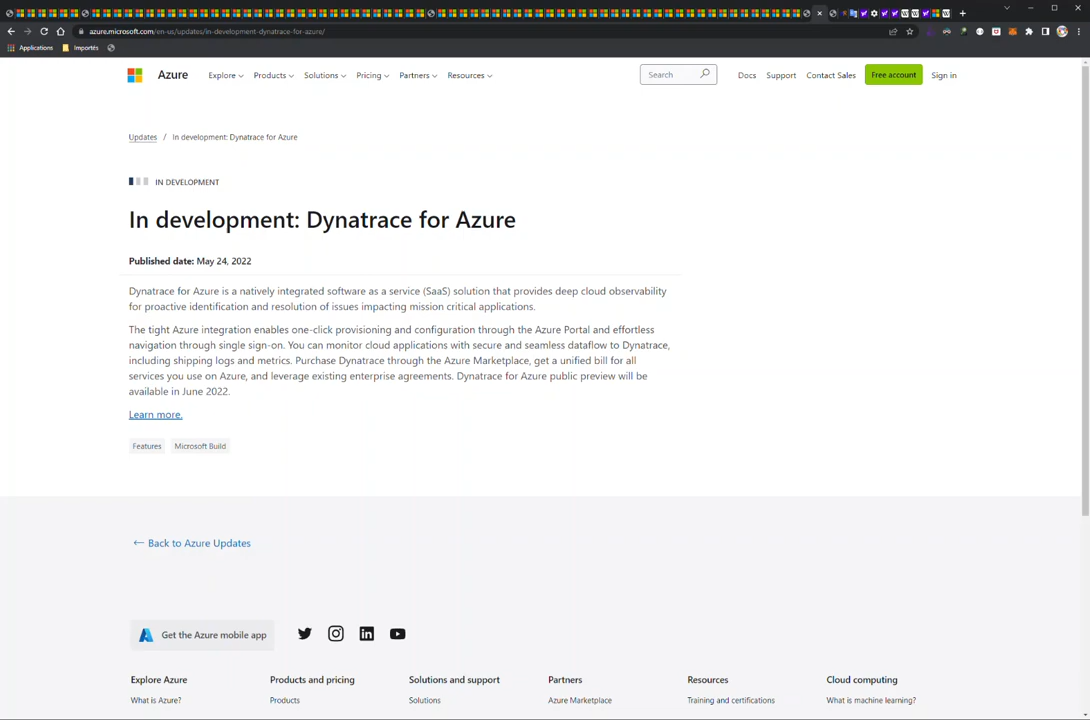 azure.microsoft.com/en-us/updates/in-development-dynatrace-for-azure/
Applications
Importés
Azure
Explore
Products
Solutions
Pricing
Partners
Resources
Search
Docs
Support
Contact Sales
Free account
Sign in
Updates / In development: Dynatrace for Azure
IN DEVELOPMENT
In development: Dynatrace for Azure
Published date: May 24, 2022
Dynatrace for Azure is a natively integrated software as a service (SaaS) solution that provides deep cloud observability
for proactive identification and resolution of issues impacting mission critical applications.
The tight Azure integration enables one-click provisioning and configuration through the Azure Portal and effortless
navigation through single sign-on. You can monitor cloud applications with secure and seamless dataflow to Dynatrace,
including shipping logs and metrics. Purchase Dynatrace through the Azure Marketplace, get a unified bill for all
services you use on Azure, and leverage existing enterprise agreements. Dynatrace for Azure public preview will be
available in June 2022.
Learn more.
Features
Microsoft Build
Back to Azure Updates
Get the Azure mobile app
Explore Azure
Products and pricing
Solutions and support
Partners
Resources
Cloud computing
What is Azure?
Products
Solutions
Azure Marketplace
Training and certifications
What is machine learning?